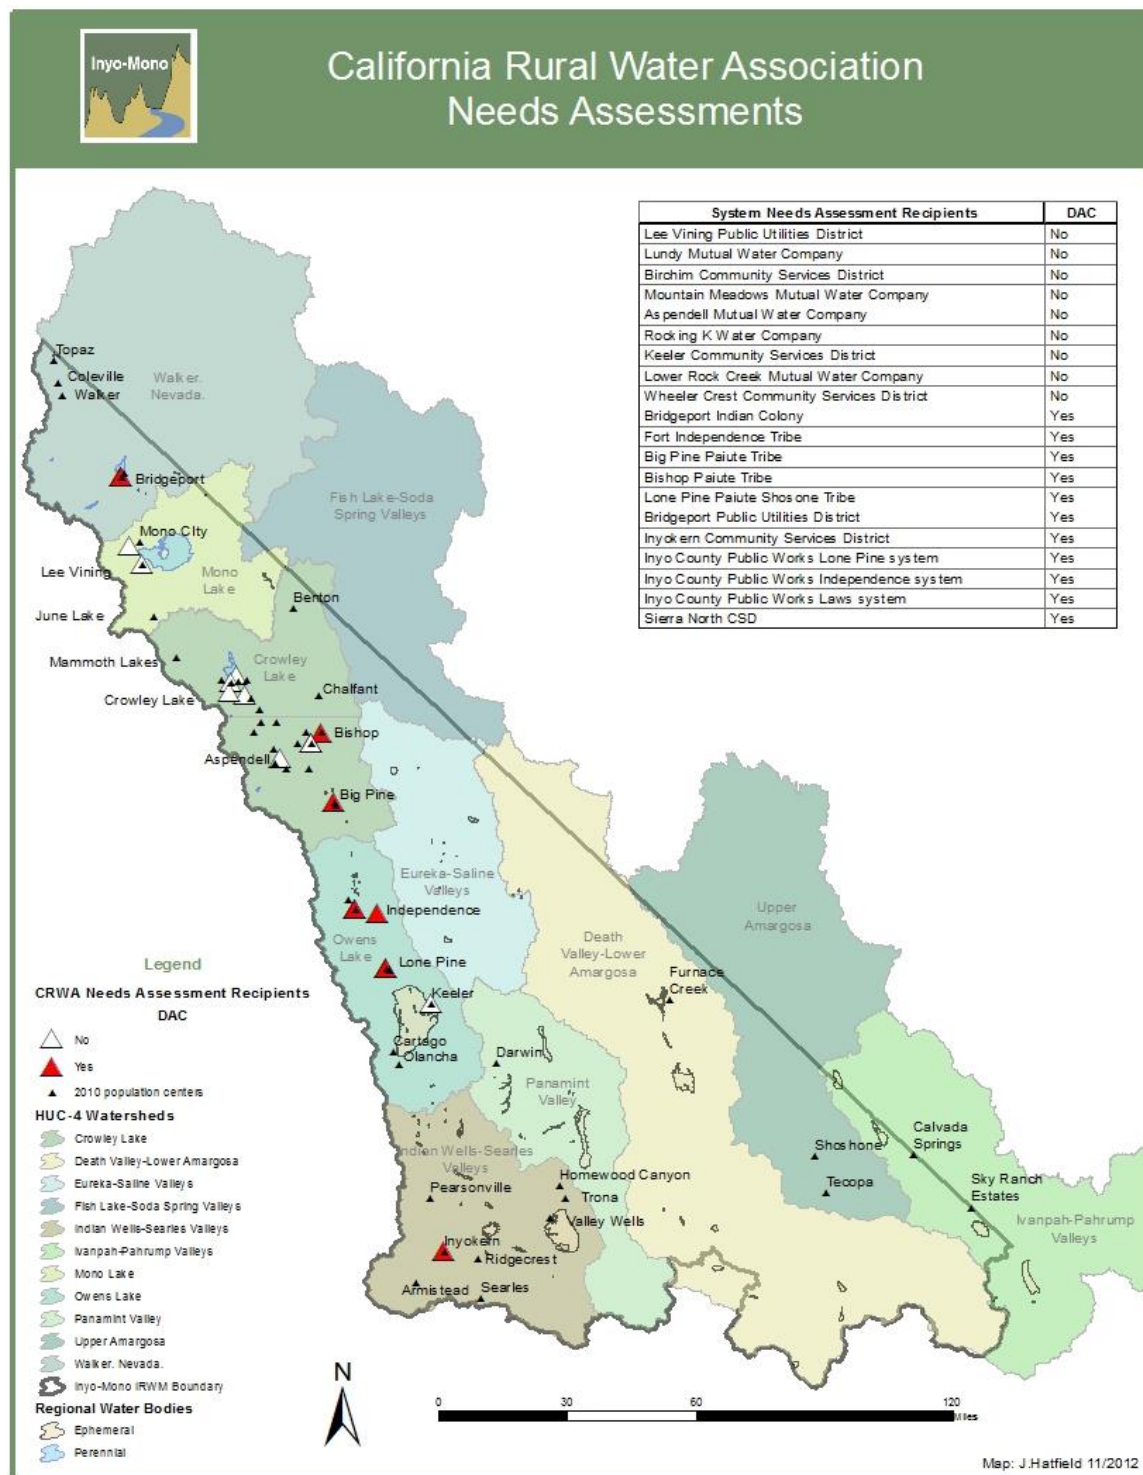 Inyo-Mono
California Rural Water Association
Needs Assessments
System Needs Assessment Recipients DAC
Lee Vining Public Utilities District No
Lundy Mutual Water Company No
Birchim Community Services District No
Mountain Meadows Mutual Water Company No
Aspendell Mutual Water Company No
Rocking K Water Company No
Keeler Community Services District No
Lower Rock Creek Mutual Water Company No
Wheeler Crest Community Services District No
Bridgeport Indian Colony Yes
Fort Independence Tribe Yes
Big Pine Paiute Tribe Yes
Bishop Paiute Tribe Yes
Lone Pine Paiute Shosone Tribe Yes
Bridgeport Public Utilities District Yes
Inyokern Community Services District Yes
Inyo County Public Works Lone Pine system Yes
Inyo County Public Works Independence system Yes
Inyo County Public Works Laws system Yes
Sierra North CSD Yes
Topaz
Coleville
Walker
Walker.
Nevada.
Bridgeport
Fish Lake-Soda
Spring Valleys
Mono CIty
Lee Vining
Mono
Lake
June Lake
Benton
Mammoth Lakes
Crowley
Lake
Crowley Lake
Chalfant
Bishop
Aspendell
Big Pine
Eureka-Saline
Valleys
Independence
Owens
Lake
Lone Pine
Keeler
Cartago
Olancha
Death
Valley-Lower
Amargosa
Upper
Amargosa
Furnace
Creek
Darwin
Panamint
Valley
Indian Wells-Searles
Valleys
Pearsonville
Homewood Canyon
Trona
Valley Wells
Inyokern
Ridgecrest
Armistead
Searles
Shoshone
Tecopa
Calvada
Springs
Sky Ranch
Estates
Ivanpah-Pahrump
Valleys
Legend
CRWA Needs Assessment Recipients
DAC
No
Yes
2010 population centers
HUC-4 Watersheds
Crowley Lake
Death Valley-Lower Amargosa
Eureka-Saline Valleys
Fish Lake-Soda Spring Valleys
Indian Wells-Searles Valleys
Ivanpah-Pahrump Valleys
Mono Lake
Owens Lake
Panamint Valley
Upper Amargosa
Walker. Nevada.
Inyo-Mono IRWM Boundary
Regional Water Bodies
Ephemeral
Perennial
N
0 30 60 120
Miles
Map: J.Hatfield 11/2012